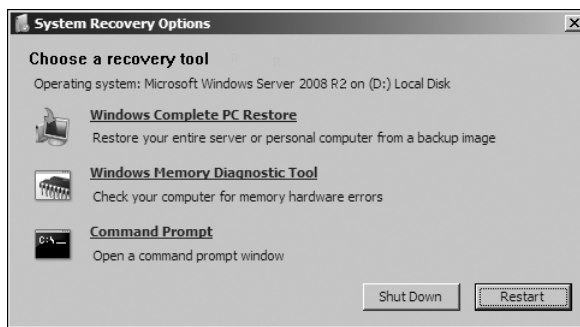 System Recovery Options
Choose a recovery tool
Operating system: Microsoft Windows Server 2008 R2 on (D:) Local Disk
Windows Complete PC Restore
Restore your entire server or personal computer from a backup image
Windows Memory Diagnostic Tool
Check your computer for memory hardware errors
C:\_
Command Prompt
Open a command prompt window
Shut Down
Restart